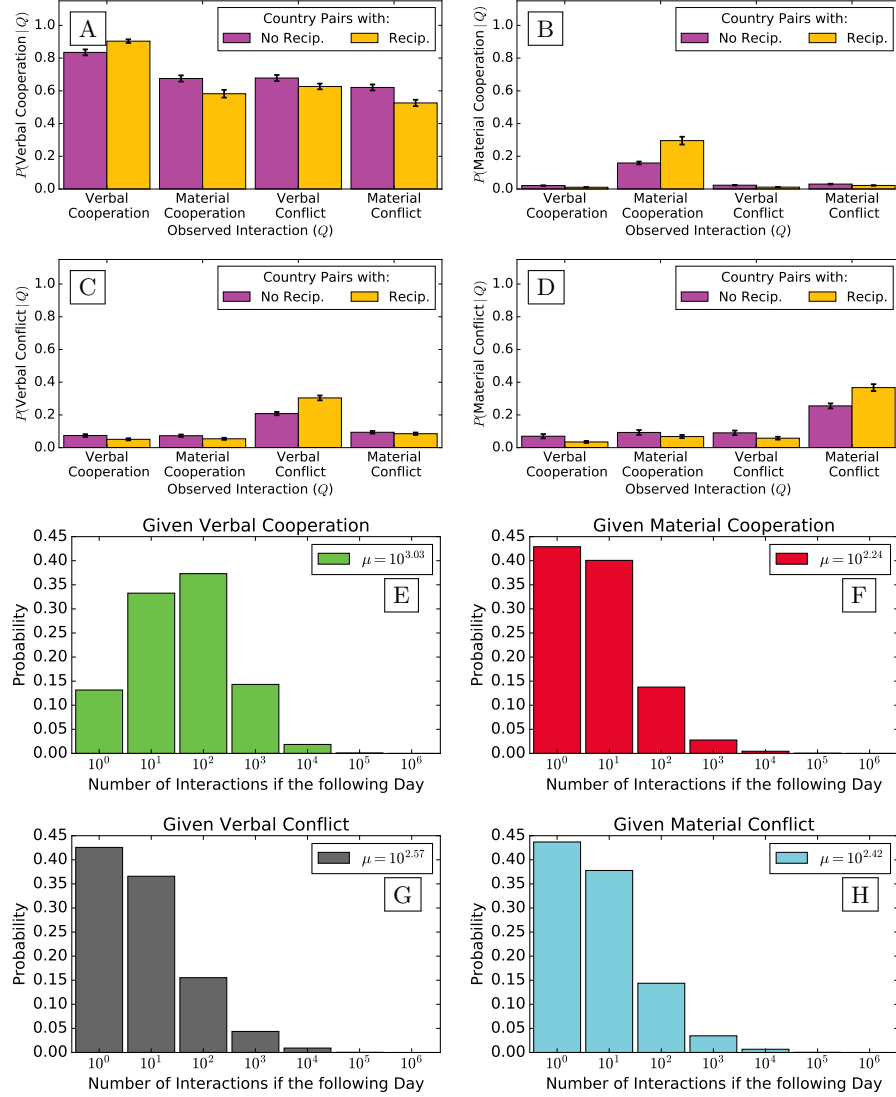 A
Country Pairs with:
No Recip. Recip.
P(Verbal Cooperation | Q)
1.0
0.8
0.6
0.4
0.2
0.0
Verbal Cooperation
Material Cooperation
Verbal Conflict
Material Conflict
Observed Interaction (Q)
B
Country Pairs with:
No Recip. Recip.
P(Material Cooperation | Q)
1.0
0.8
0.6
0.4
0.2
0.0
Verbal Cooperation
Material Cooperation
Verbal Conflict
Material Conflict
Observed Interaction (Q)
C
Country Pairs with:
No Recip. Recip.
P(Verbal Conflict | Q)
1.0
0.8
0.6
0.4
0.2
0.0
Verbal Cooperation
Material Cooperation
Verbal Conflict
Material Conflict
Observed Interaction (Q)
D
Country Pairs with:
No Recip. Recip.
P(Material Conflict | Q)
1.0
0.8
0.6
0.4
0.2
0.0
Verbal Cooperation
Material Cooperation
Verbal Conflict
Material Conflict
Observed Interaction (Q)
Given Verbal Cooperation
μ = 10^3.03
E
Probability
0.45
0.40
0.35
0.30
0.25
0.20
0.15
0.10
0.05
0.00
10^0 10^1 10^2 10^3 10^4 10^5 10^6
Number of Interactions if the following Day
Given Material Cooperation
μ = 10^2.24
F
Probability
0.45
0.40
0.35
0.30
0.25
0.20
0.15
0.10
0.05
0.00
10^0 10^1 10^2 10^3 10^4 10^5 10^6
Number of Interactions if the following Day
Given Verbal Conflict
μ = 10^2.57
G
Probability
0.45
0.40
0.35
0.30
0.25
0.20
0.15
0.10
0.05
0.00
10^0 10^1 10^2 10^3 10^4 10^5 10^6
Number of Interactions if the following Day
Given Material Conflict
μ = 10^2.42
H
Probability
0.45
0.40
0.35
0.30
0.25
0.20
0.15
0.10
0.05
0.00
10^0 10^1 10^2 10^3 10^4 10^5 10^6
Number of Interactions if the following Day